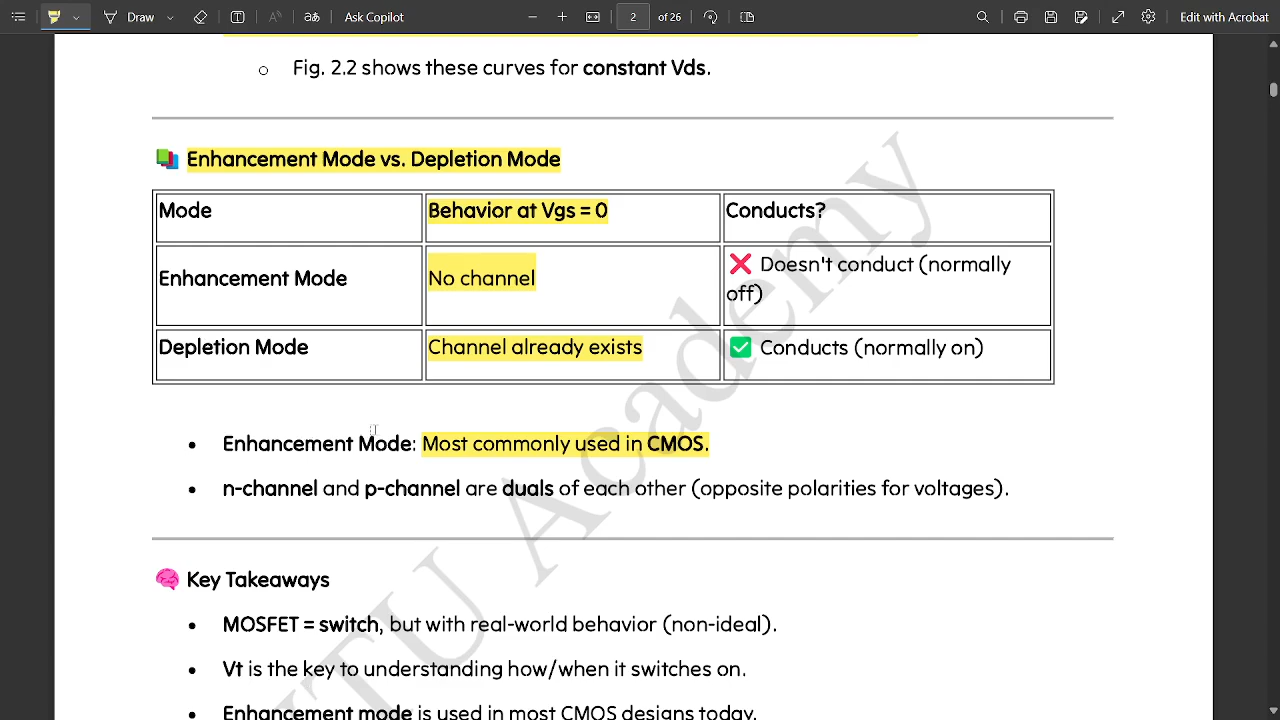 Draw
Ask Copilot
2
of 26
Edit with Acrobat
Fig. 2.2 shows these curves for constant Vds.
Enhancement Mode vs. Depletion Mode
Mode
Behavior at Vgs = 0
Conducts?
Enhancement Mode
No channel
❌ Doesn't conduct (normally
off)
Depletion Mode
Channel already exists
✅ Conducts (normally on)
• Enhancement Mode: Most commonly used in CMOS.
• n-channel and p-channel are duals of each other (opposite polarities for voltages).
Key Takeaways
• MOSFET = switch, but with real-world behavior (non-ideal).
• Vt is the key to understanding how/when it switches on.
Enhancement mode is used in most CMOS designs today.
TU Academy